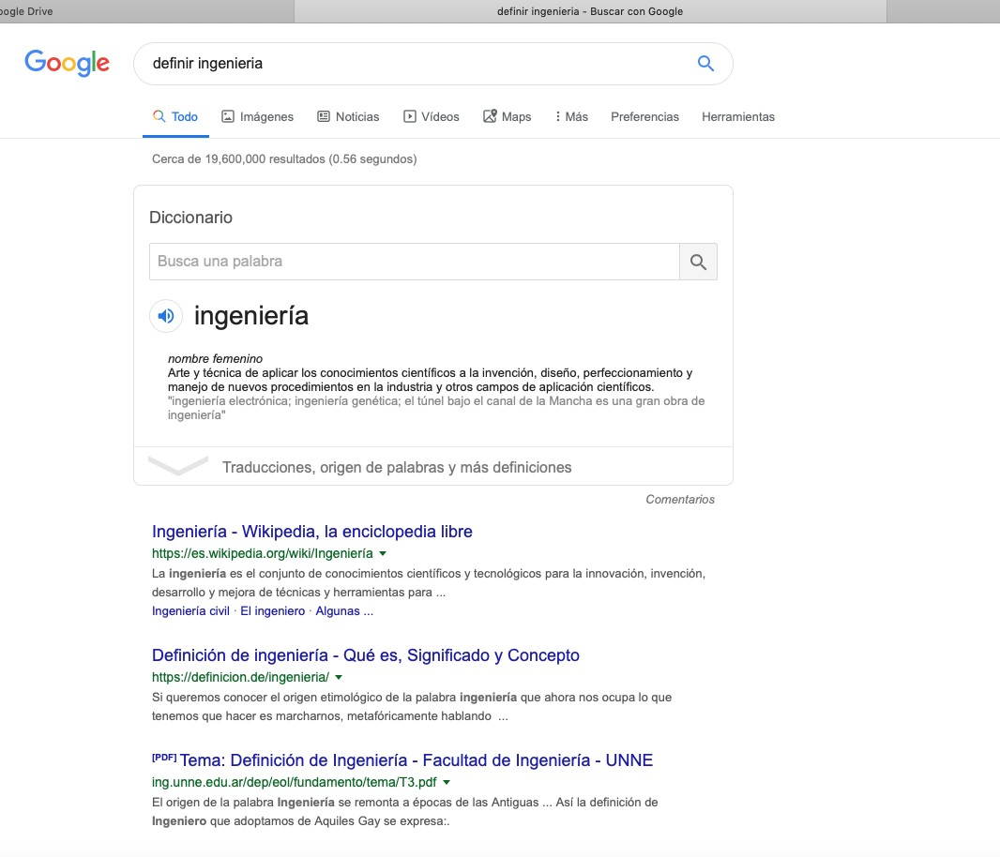 oogle Drive
definir ingenieria - Buscar con Google
Google
definir ingenieria
Todo
Imágenes
Noticias
Vídeos
Maps
Más
Preferencias
Herramientas
Cerca de 19,600,000 resultados (0.56 segundos)
Diccionario
Busca una palabra
ingeniería
nombre femenino
Arte y técnica de aplicar los conocimientos científicos a la invención, diseño, perfeccionamiento y
manejo de nuevos procedimientos en la industria y otros campos de aplicación científicos.
"ingeniería electrónica; ingeniería genética; el túnel bajo el canal de la Mancha es una gran obra de
ingeniería"
Traducciones, origen de palabras y más definiciones
Comentarios
Ingeniería - Wikipedia, la enciclopedia libre
https://es.wikipedia.org/wiki/Ingeniería
La ingeniería es el conjunto de conocimientos científicos y tecnológicos para la innovación, invención,
desarrollo y mejora de técnicas y herramientas para ...
Ingeniería civil · El ingeniero · Algunas ...
Definición de ingeniería - Qué es, Significado y Concepto
https://definicion.de/ingenieria/
Si queremos conocer el origen etimológico de la palabra ingeniería que ahora nos ocupa lo que
tenemos que hacer es marcharnos, metafóricamente hablando ...
[PDF] Tema: Definición de Ingeniería - Facultad de Ingeniería - UNNE
ing.unne.edu.ar/dep/eol/fundamento/tema/T3.pdf
El origen de la palabra Ingeniería se remonta a épocas de las Antiguas ... Así la definición de
Ingeniero que adoptamos de Aquiles Gay se expresa:.